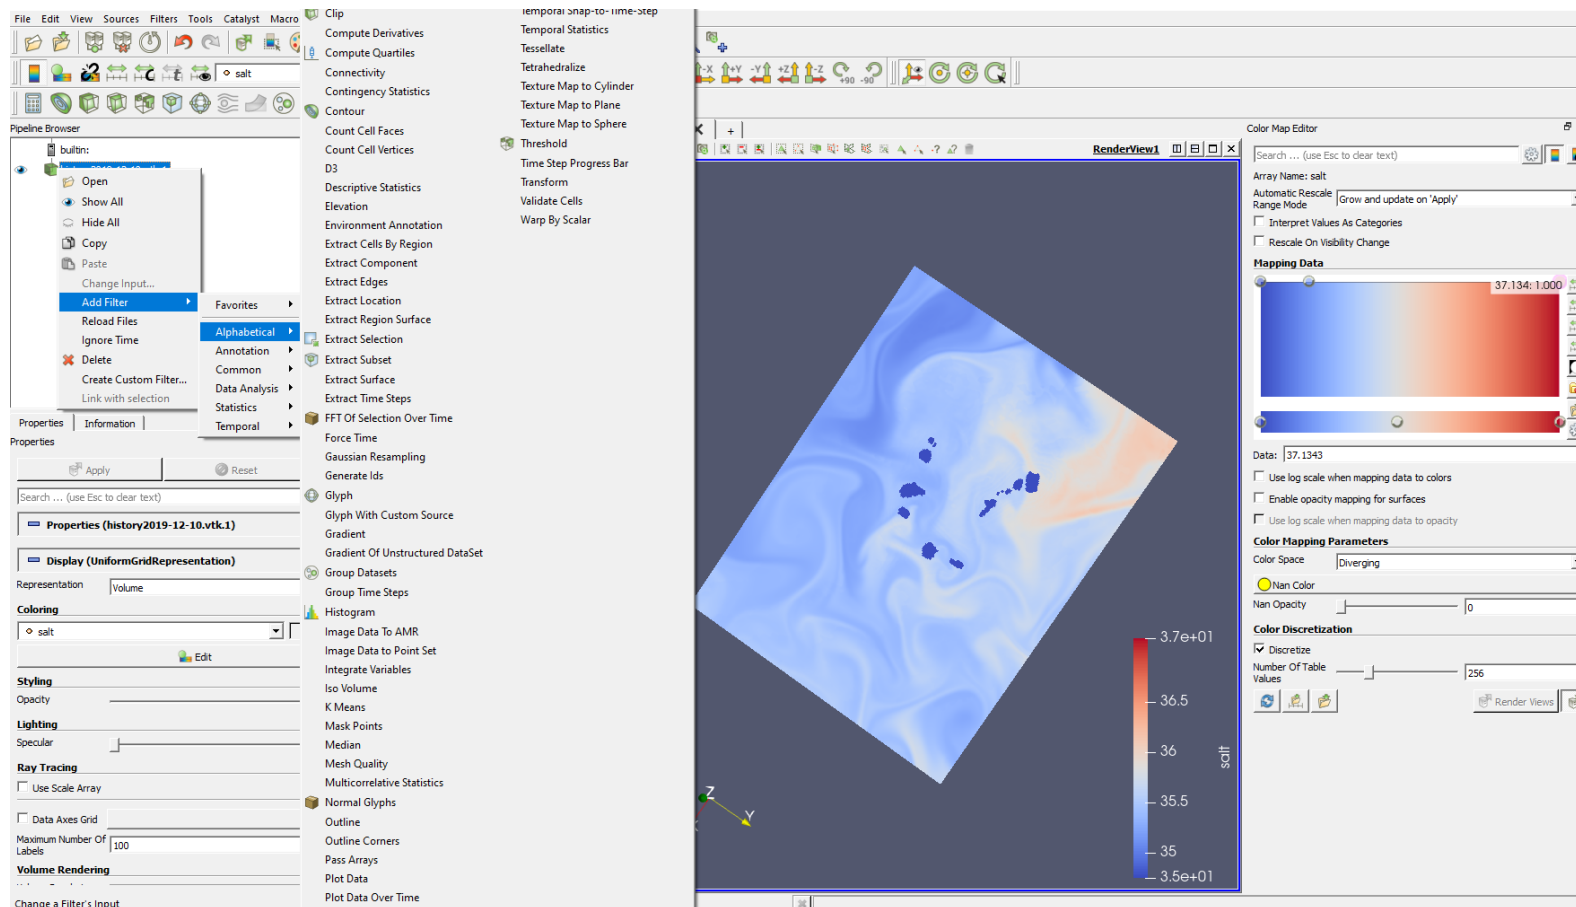 File Edit View Sources Filters Tools Catalyst Macro
salt
Pipeline Browser
builtin:
Open
Show All
Hide All
Copy
Paste
Change Input...
Add Filter
Reload Files
Ignore Time
Delete
Create Custom Filter...
Link with selection
Favorites
Alphabetical
Annotation
Common
Data Analysis
Statistics
Temporal
Clip
Compute Derivatives
Compute Quartiles
Connectivity
Contingency Statistics
Contour
Count Cell Faces
Count Cell Vertices
D3
Descriptive Statistics
Elevation
Environment Annotation
Extract Cells By Region
Extract Component
Extract Edges
Extract Location
Extract Region Surface
Extract Selection
Extract Subset
Extract Surface
Extract Time Steps
FFT Of Selection Over Time
Force Time
Gaussian Resampling
Generate Ids
Glyph
Glyph With Custom Source
Gradient
Gradient Of Unstructured DataSet
Group Datasets
Group Time Steps
Histogram
Image Data To AMR
Image Data to Point Set
Integrate Variables
Iso Volume
K Means
Mask Points
Median
Mesh Quality
Multicorrelative Statistics
Normal Glyphs
Outline
Outline Corners
Pass Arrays
Plot Data
Plot Data Over Time
Temporal Snap-to-Time-Step
Temporal Statistics
Tessellate
Tetrahedralize
Texture Map to Cylinder
Texture Map to Plane
Texture Map to Sphere
Threshold
Time Step Progress Bar
Transform
Validate Cells
Warp By Scalar
Properties Information
Properties
Apply Reset
Search ... (use Esc to clear text)
Properties (history2019-12-10.vtk.1)
Display (UniformGridRepresentation)
Representation Volume
Coloring
salt
Edit
Styling
Opacity
Lighting
Specular
Ray Tracing
Use Scale Array
Data Axes Grid
Maximum Number Of Labels 100
Volume Rendering
Change a Filter's Input
-X +Y -Y +Z -Z +90 -90
RenderView1
3.7e+01
36.5
36
35.5
35
3.5e+01
salt
Z
Y
Color Map Editor
Search ... (use Esc to clear text)
Array Name: salt
Automatic Rescale Range Mode Grow and update on 'Apply'
Interpret Values As Categories
Rescale On Visibility Change
Mapping Data
37.134: 1.000
Data: 37.1343
Use log scale when mapping data to colors
Enable opacity mapping for surfaces
Use log scale when mapping data to opacity
Color Mapping Parameters
Color Space Diverging
Nan Color
Nan Opacity 0
Color Discretization
Discretize
Number Of Table Values 256
Render Views